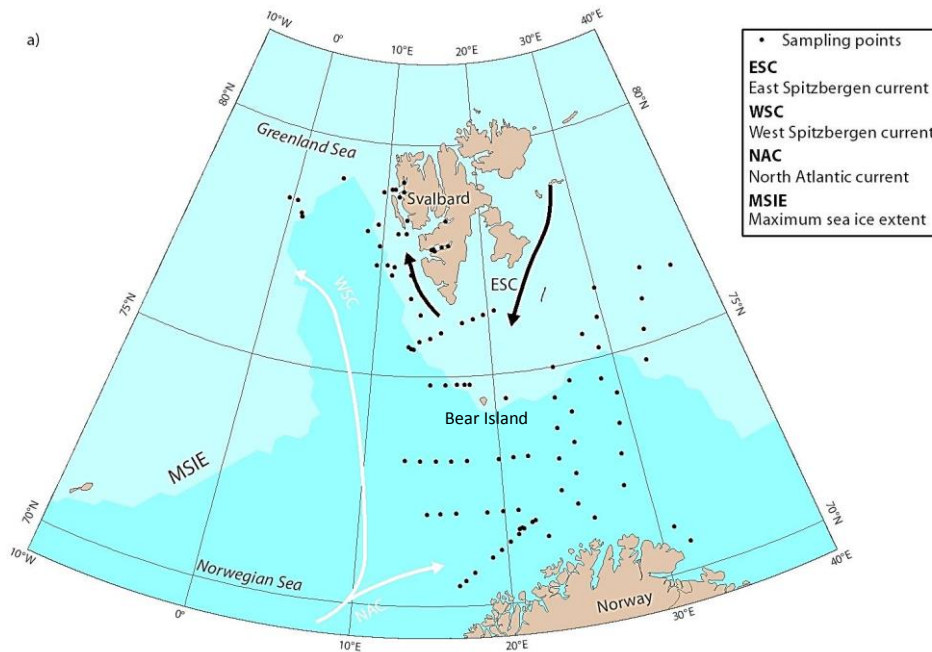 a)
10°W
0°
10°E
20°E
30°E
40°E
80°N
80°N
Greenland Sea
Svalbard
ESC
WSC
75°N
75°N
Bear Island
MSIE
70°N
70°N
10°W
Norwegian Sea
NAC
Norway
40°E
0°
10°E
20°E
30°E
• Sampling points
ESC
East Spitzbergen current
WSC
West Spitzbergen current
NAC
North Atlantic current
MSIE
Maximum sea ice extent